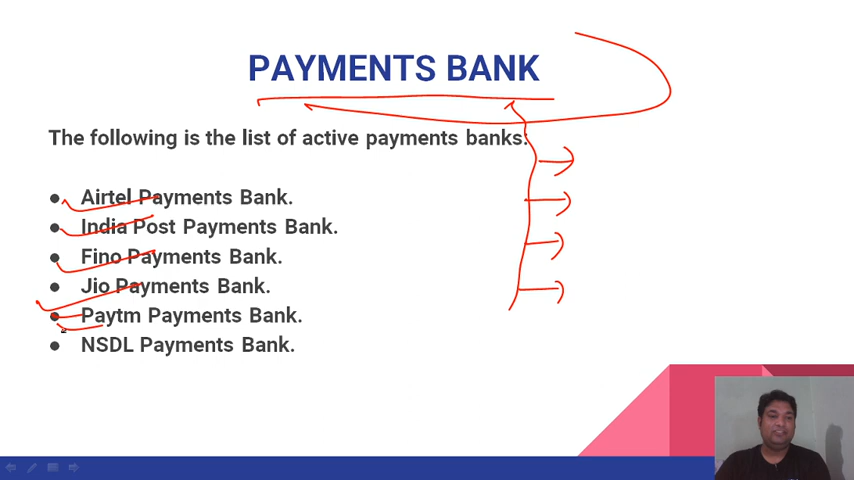 PAYMENTS BANK
The following is the list of active payments banks:
● Airtel Payments Bank.
● India Post Payments Bank.
● Fino Payments Bank.
● Jio Payments Bank.
● Paytm Payments Bank.
● NSDL Payments Bank.